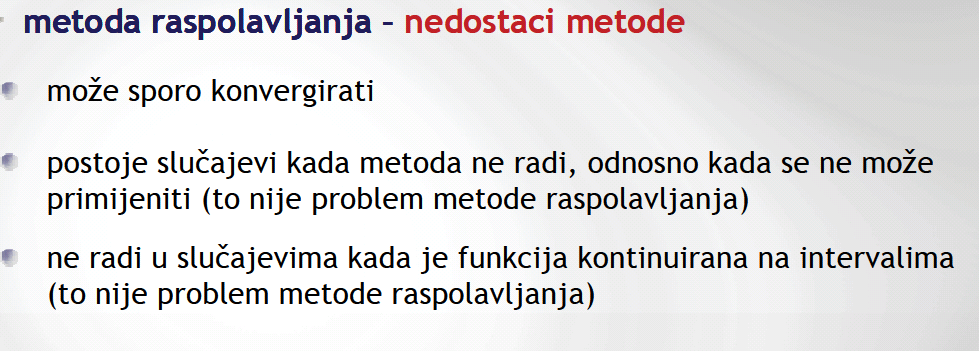 metoda raspolavljanja – nedostaci metode
može sporo konvergirati
postoje slučajevi kada metoda ne radi, odnosno kada se ne može
primijeniti (to nije problem metode raspolavljanja)
ne radi u slučajevima kada je funkcija kontinuirana na intervalima
(to nije problem metode raspolavljanja)